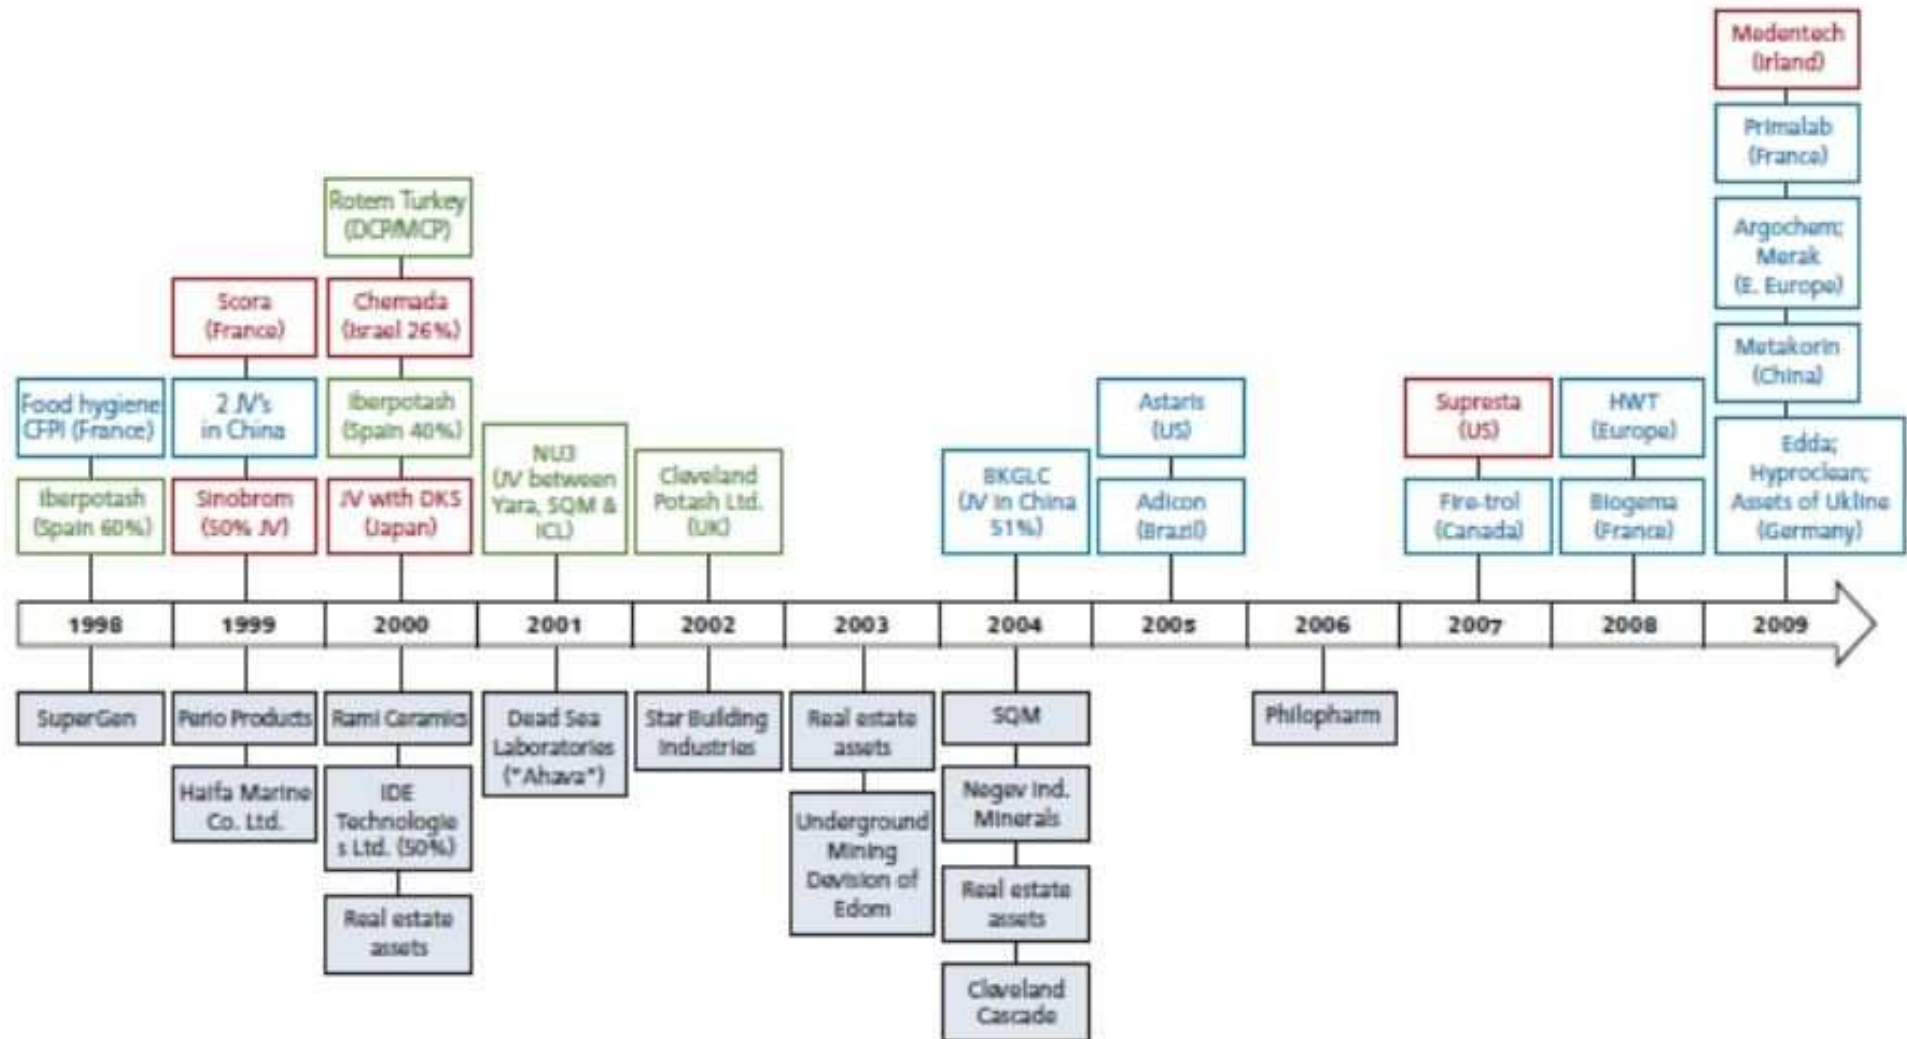 Medentech
(Irland)
Primalab
(France)
Argochem;
Merak
(E. Europe)
Metakorin
(China)
Edda;
Hyproclean;
Assets of Ukline
(Germany)
Rotem Turkey
(DCP/MCP)
Scora
(France)
Chemada
(Israel 26%)
Food hygiene
CFPI (France)
2 JV's
in China
Iberpotash
(Spain 40%)
Iberpotash
(Spain 60%)
Sinobrom
(50% JV)
JV with DKS
(Japan)
NU3
(JV between
Yara, SQM &
ICL)
Cleveland
Potash Ltd.
(UK)
BKGLC
(JV in China
51%)
Astaris
(US)
Adicon
(Brazil)
Supresta
(US)
Fire-trol
(Canada)
HWT
(Europe)
Biogema
(France)
1998
1999
2000
2001
2002
2003
2004
2005
2006
2007
2008
2009
SuperGen
Perio Products
Haifa Marine
Co. Ltd.
Rami Ceramics
IDE
Technologie
s Ltd. (50%)
Real estate
assets
Dead Sea
Laboratories
("Ahava")
Star Building
Industries
Real estate
assets
Underground
Mining
Devision of
Edom
SQM
Negev Ind.
Minerals
Real estate
assets
Cleveland
Cascade
Philopharm